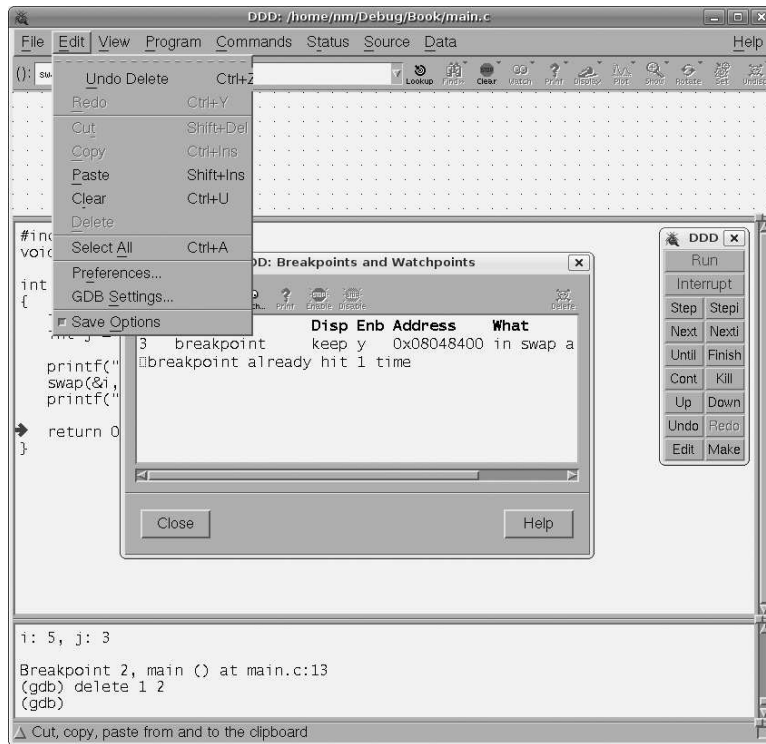 DDD: /home/nm/Debug/Book/main.c
File Edit View Program Commands Status Source Data Help
(): Lookup Clear Watch Print Display Plot Show Rotate Set
Undo Delete Ctrl+Z
Redo Ctrl+Y
Cut Shift+Del
Copy Ctrl+Ins
Paste Shift+Ins
Clear Ctrl+U
Delete
Select All Ctrl+A
Preferences...
GDB Settings...
Save Options
#inc
voic
int
{
printf("
swap(&i,
printf("
return 0
}
DDD: Breakpoints and Watchpoints
Print Enable Disable Delete
Disp Enb Address What
3 breakpoint keep y 0x08048400 in swap a
breakpoint already hit 1 time
Close Help
DDD
Run
Interrupt
Step Stepi
Next Nexti
Until Finish
Cont Kill
Up Down
Undo Redo
Edit Make
i: 5, j: 3
Breakpoint 2, main () at main.c:13
(gdb) delete 1 2
(gdb)
Cut, copy, paste from and to the clipboard